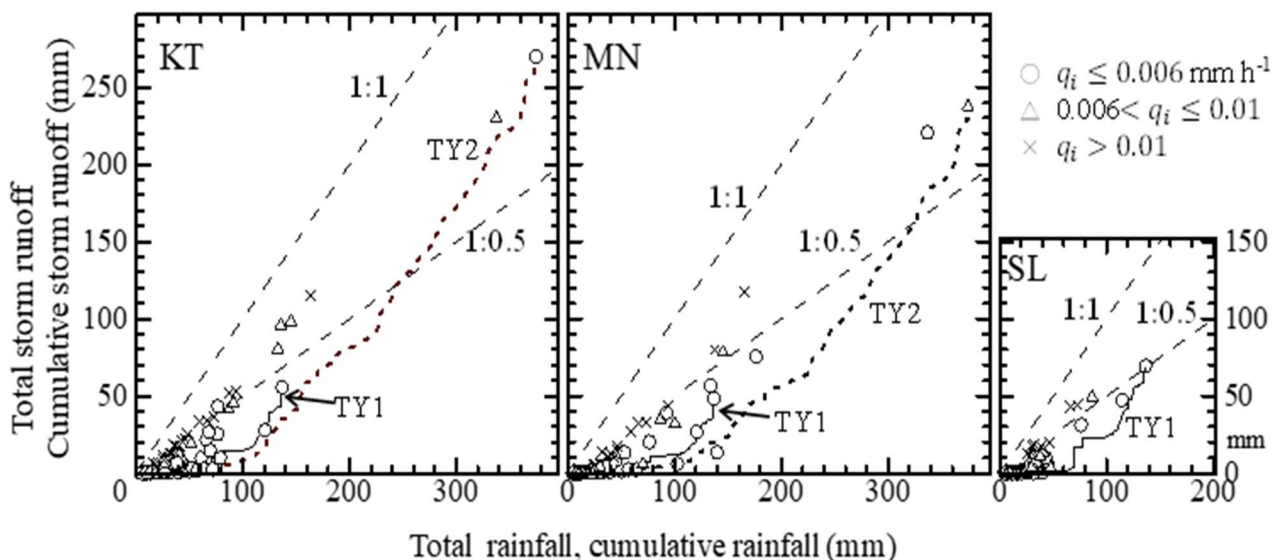 Total storm runoff
Cumulative storm runoff (mm)
250
200
150
100
50
0
KT
1:1
TY2
1:0.5
TY1
0
100
200
300
MN
1:1
1:0.5
TY2
TY1
0
100
200
300
○ q_i ≤ 0.006 mm h⁻¹
△ 0.006< q_i ≤ 0.01
× q_i > 0.01
SL
1:1
1:0.5
TY1
150
100
50
mm
0
0
100
200
Total rainfall, cumulative rainfall (mm)